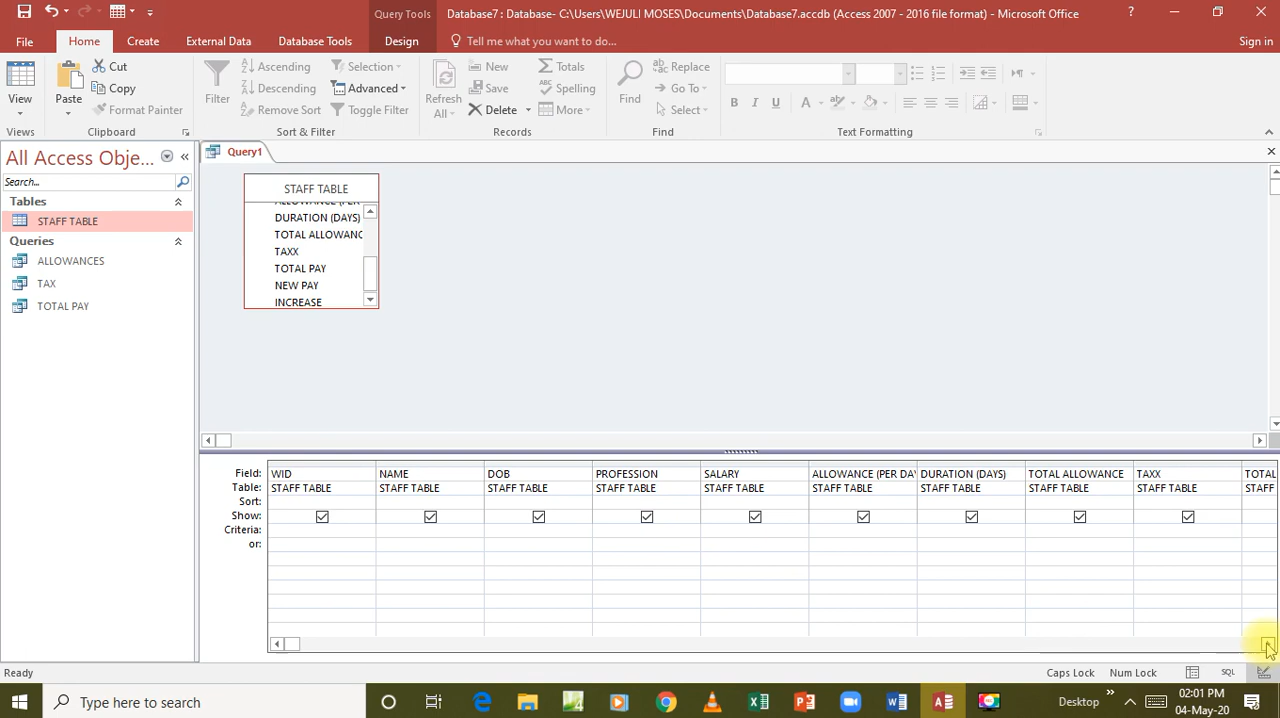 Query Tools
Database7 : Database- C:\Users\WEJULI MOSES\Documents\Database7.accdb (Access 2007 - 2016 file format) - Microsoft Office
?
File Home Create External Data Database Tools Design Tell me what you want to do... Sign in
View
Views
Paste
Cut
Copy
Format Painter
Clipboard
Filter
Ascending
Descending
Remove Sort
Selection
Advanced
Toggle Filter
Sort & Filter
Refresh
All
New
Save
Delete
Totals
Spelling
More
Records
Find
Replace
Go To
Select
Find
B I U A
Text Formatting
All Access Obje...
Search...
Tables
STAFF TABLE
Queries
ALLOWANCES
TAX
TOTAL PAY
Query1
STAFF TABLE
ALLOWANCE (PER
DURATION (DAYS)
TOTAL ALLOWANC
TAXX
TOTAL PAY
NEW PAY
INCREASE
Field: WID NAME DOB PROFESSION SALARY ALLOWANCE (PER DAY DURATION (DAYS) TOTAL ALLOWANCE TAXX TOTAL
Table: STAFF TABLE STAFF TABLE STAFF TABLE STAFF TABLE STAFF TABLE STAFF TABLE STAFF TABLE STAFF TABLE STAFF TABLE STAFF
Sort:
Show:
Criteria:
or:
Ready Caps Lock Num Lock SQL
Type here to search
Desktop
02:01 PM
04-May-20